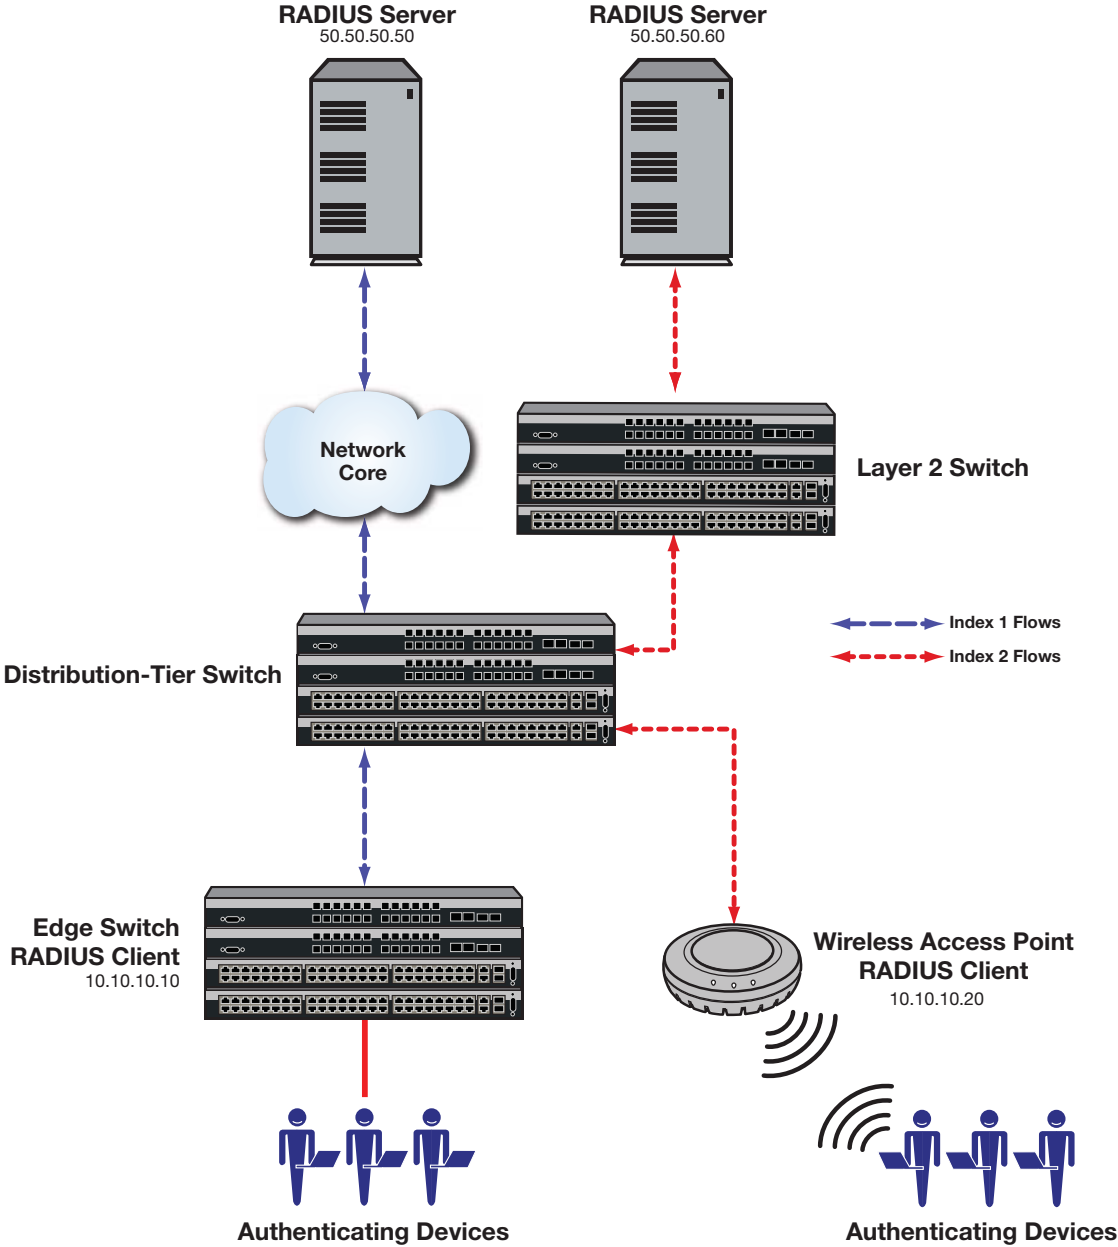 RADIUS Server
50.50.50.50
RADIUS Server
50.50.50.60
Network
Core
Layer 2 Switch
Index 1 Flows
Index 2 Flows
Distribution-Tier Switch
Edge Switch
RADIUS Client
10.10.10.10
Wireless Access Point
RADIUS Client
10.10.10.20
Authenticating Devices
Authenticating Devices